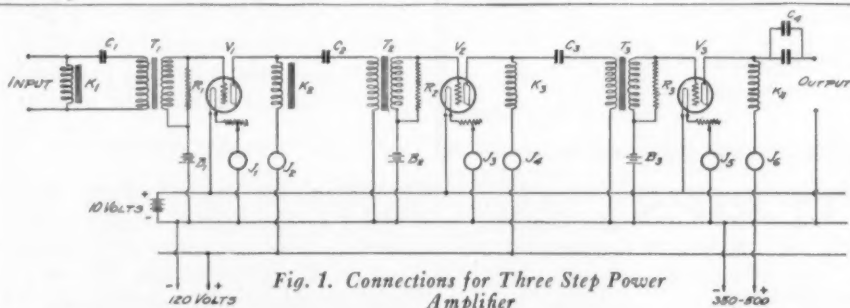 C1 T1 V1 C2 T2 V2 C3 T3 V3 C4
INPUT K1 R1 K2 R2 K3 R3 K4 OUTPUT
B1 J1 J2 B2 J3 J4 B3 J5 J6
+
10 VOLTS
-
- + - +
120 VOLTS 350-500
Fig. 1. Connections for Three Step Power
Amplifier